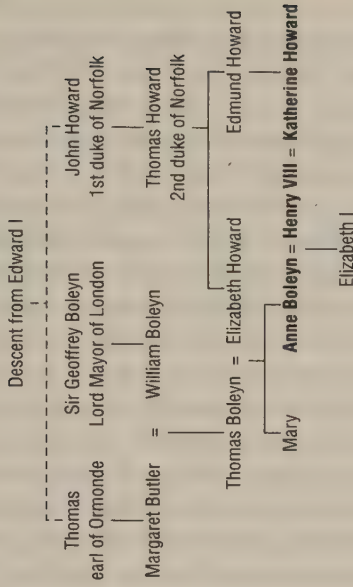 Descent from Edward I
Thomas
earl of Ormonde
Sir Geoffrey Boleyn
Lord Mayor of London
John Howard
1st duke of Norfolk
Margaret Butler = William Boleyn
Thomas Howard
2nd duke of Norfolk
Thomas Boleyn = Elizabeth Howard
Edmund Howard
Mary
Anne Boleyn = Henry VIII = Katherine Howard
Elizabeth I